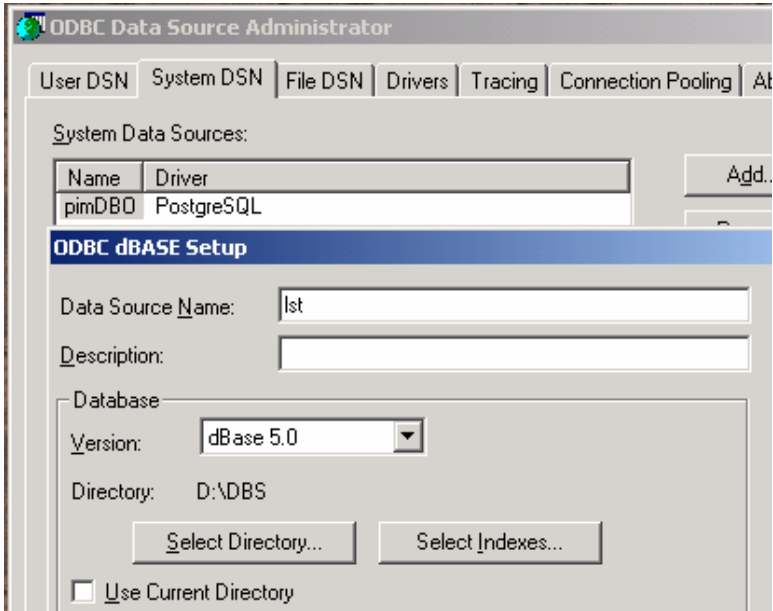 ODBC Data Source Administrator
User DSN System DSN File DSN Drivers Tracing Connection Pooling Ab
System Data Sources:
Name Driver
Add..
pimDBO PostgreSQL
ODBC dBASE Setup
Data Source Name: lst
Description:
Database
Version: dBase 5.0
Directory: D:\DBS
Select Directory... Select Indexes...
Use Current Directory